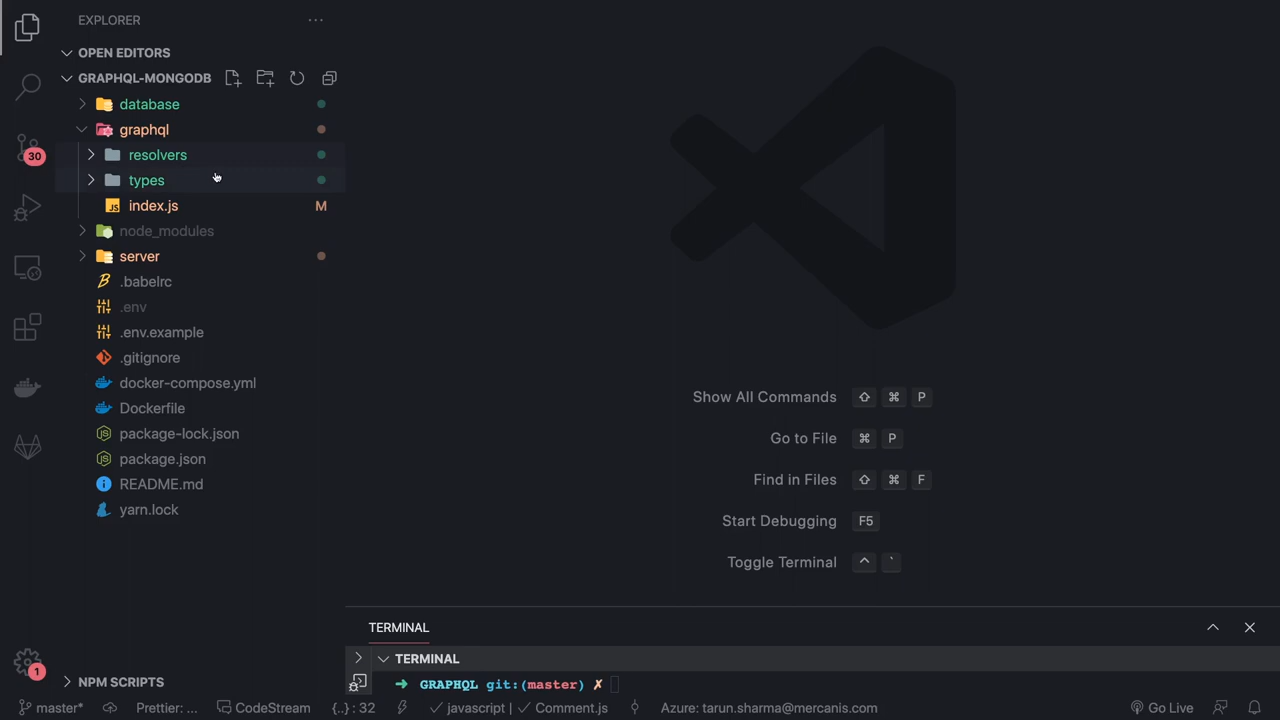 EXPLORER
OPEN EDITORS
GRAPHQL-MONGODB
database
graphql
resolvers
types
JS index.js M
node_modules
server
.babelrc
.env
.env.example
.gitignore
docker-compose.yml
Dockerfile
package-lock.json
package.json
README.md
yarn.lock
30
1
NPM SCRIPTS
Show All Commands ⇧ ⌘ P
Go to File ⌘ P
Find in Files ⇧ ⌘ F
Start Debugging F5
Toggle Terminal ^ `
TERMINAL
TERMINAL
➜ GRAPHQL git:(master) ✗
master* Prettier: ... CodeStream {..} : 32 ✓ javascript | ✓ Comment.js Azure: tarun.sharma@mercanis.com Go Live